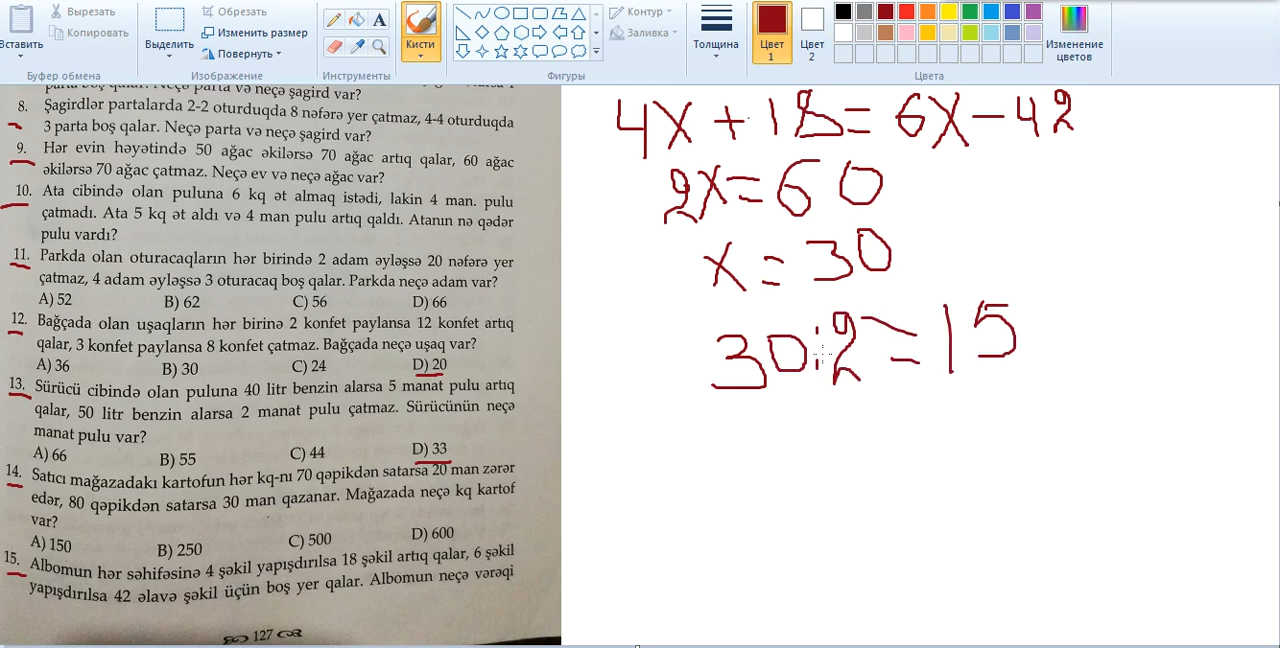 Вырезать
Копировать
Вставить
Буфер обмена
Выделить
Обрезать
Изменить размер
Повернуть
Изображение
A
Инструменты
Кисти
Контур
Заливка
Фигуры
Толщина
Цвет 1
Цвет 2
Изменение цветов
Цвета
parta boş qalar. Neçə parta və neçə şagird var?
8. Şagirdlər partalarda 2-2 oturduqda 8 nəfərə yer çatmaz, 4-4 oturduqda
3 parta boş qalar. Neçə parta və neçə şagird var?
9. Hər evin həyətində 50 ağac əkilərsə 70 ağac artıq qalar, 60 ağac
əkilərsə 70 ağac çatmaz. Neçə ev və neçə ağac var?
10. Ata cibində olan puluna 6 kq ət almaq istədi, lakin 4 man. pulu
çatmadı. Ata 5 kq ət aldı və 4 man pulu artıq qaldı. Atanın nə qədər
pulu vardı?
11. Parkda olan oturacaqların hər birində 2 adam əyləşsə 20 nəfərə yer
çatmaz, 4 adam əyləşsə 3 oturacaq boş qalar. Parkda neçə adam var?
A) 52 B) 62 C) 56 D) 66
12. Bağçada olan uşaqların hər birinə 2 konfet paylansa 12 konfet artıq
qalar, 3 konfet paylansa 8 konfet çatmaz. Bağçada neçə uşaq var?
A) 36 B) 30 C) 24 D) 20
13. Sürücü cibində olan puluna 40 litr benzin alarsa 5 manat pulu artıq
qalar, 50 litr benzin alarsa 2 manat pulu çatmaz. Sürücünün neçə
manat pulu var?
A) 66 B) 55 C) 44 D) 33
14. Satıcı mağazadakı kartofun hər kq-nı 70 qəpikdən satarsa 20 man zərər
edər, 80 qəpikdən satarsa 30 man qazanar. Mağazada neçə kq kartof
var?
A) 150 B) 250 C) 500 D) 600
15. Albomun hər səhifəsinə 4 şəkil yapışdırılsa 18 şəkil artıq qalar, 6 şəkil
yapışdırılsa 42 əlavə şəkil üçün boş yer qalar. Albomun neçə vərəqi
127
4x + 18 = 6x - 42
2x = 60
x = 30
30:2 = 15